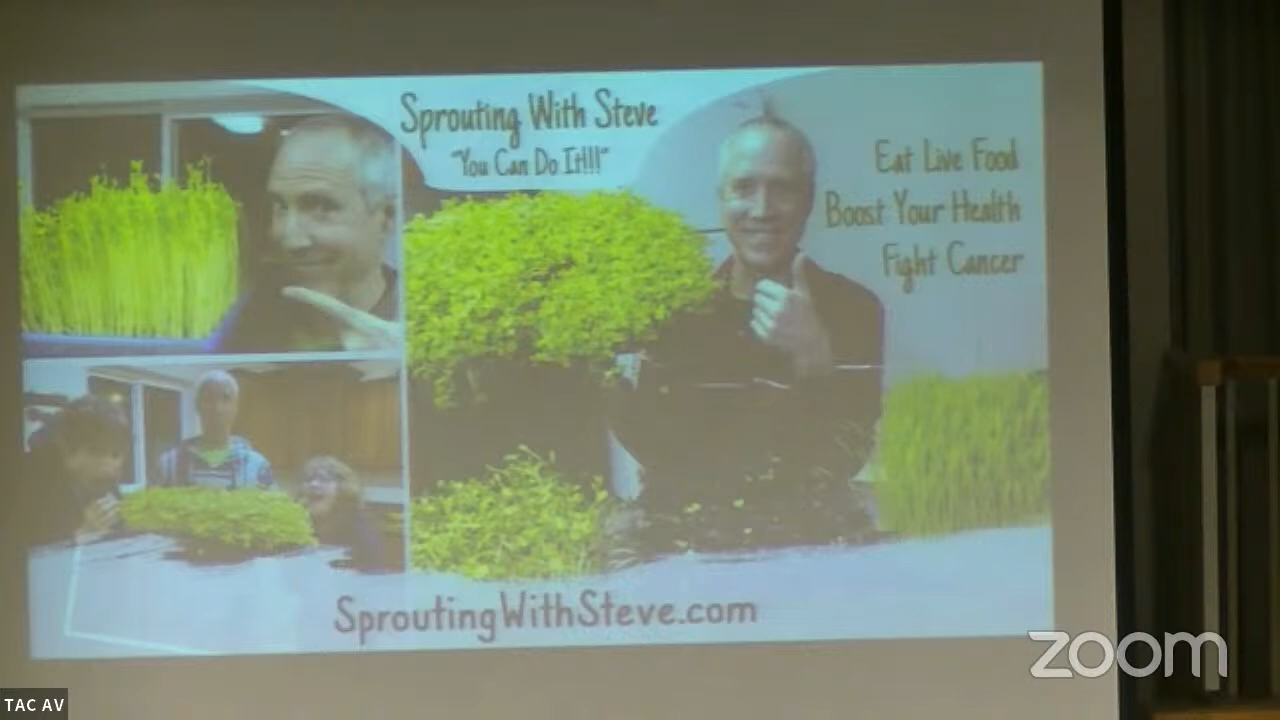 Sprouting With Steve
"You Can Do It!!!"
Eat Live Food
Boost Your Health
Fight Cancer
SproutingWithSteve.com
zoom
TAC AV